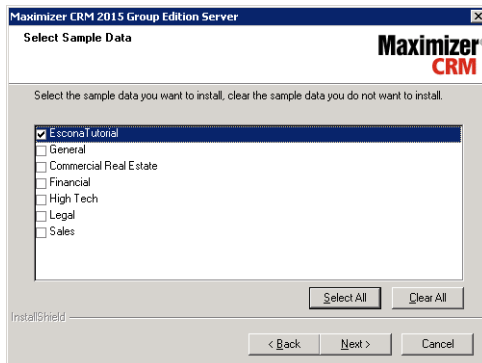 Maximizer CRM 2015 Group Edition Server
Select Sample Data
Maximizer
CRM
Select the sample data you want to install, clear the sample data you do not want to install.
EsconaTutorial
General
Commercial Real Estate
Financial
High Tech
Legal
Sales
Select All
Clear All
InstallShield
< Back
Next >
Cancel